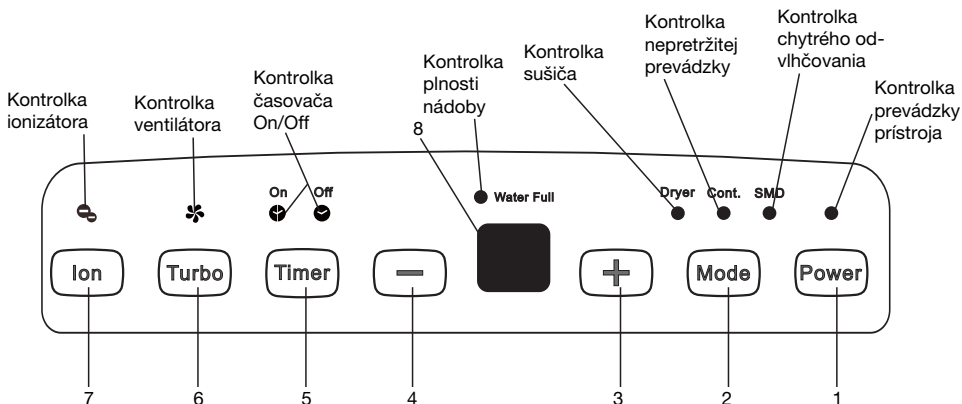 Kontrolka
ionizátora
Kontrolka
ventilátora
Kontrolka
časovača
On/Off
8
Kontrolka
plnosti
nádoby
Kontrolka
sušiča
Kontrolka
nepretržitej
prevádzky
Kontrolka
chytrého od-
vlhčovania
Kontrolka
prevádzky
prístroja
On Off
Water Full
Dryer Cont. SMD
Ion Turbo Timer − + Mode Power
7 6 5 4 3 2 1